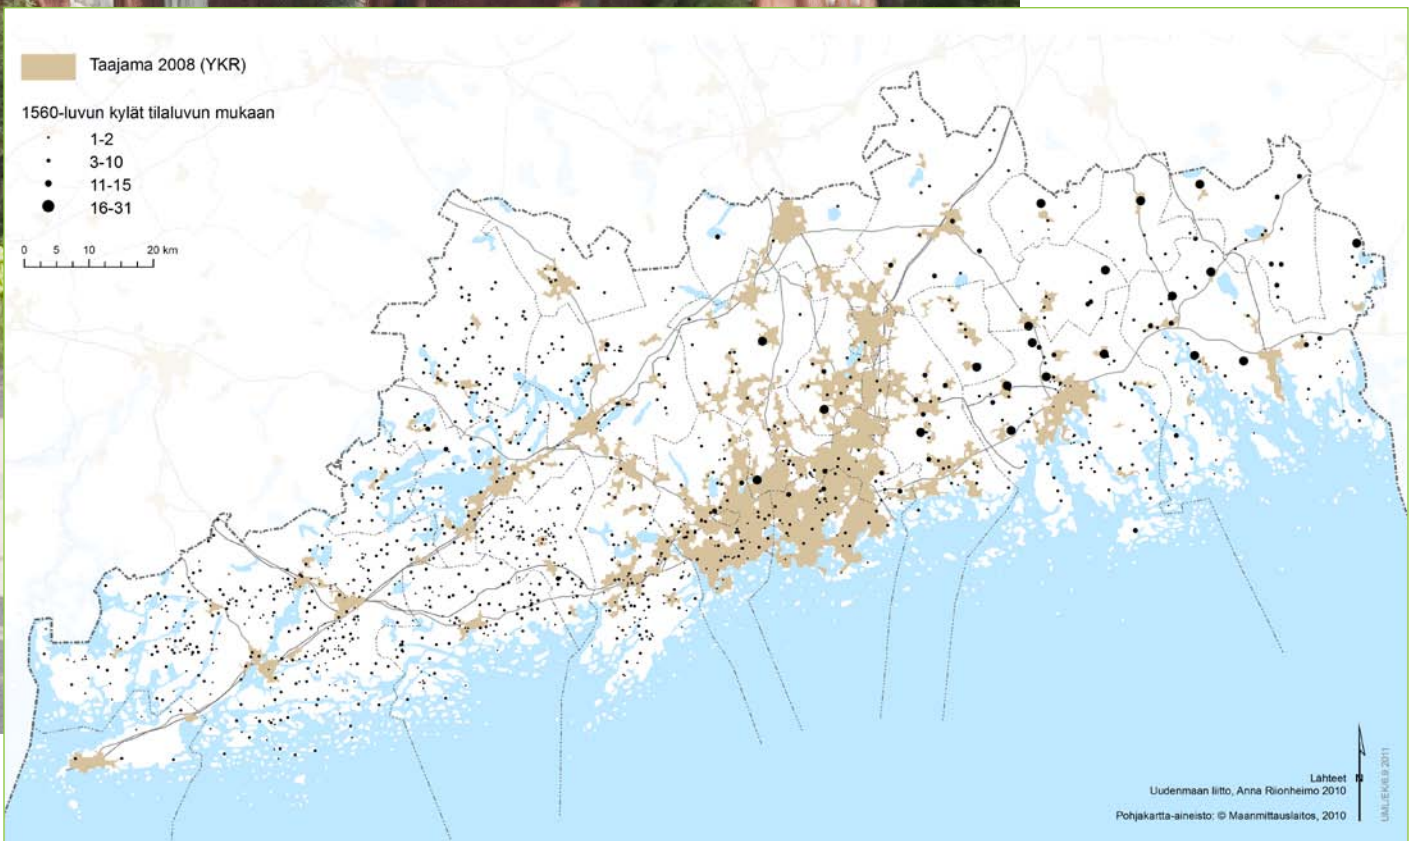 Taajama 2008 (YKR)
1560-luvun kylät tilaluvun mukaan
1-2
3-10
11-15
16-31
0 5 10 20 km
Lähteet
Uudenmaan liitto, Anna Riionheimo 2010
Pohjakartta-aineisto: © Maanmittauslaitos, 2010
N
UML/EK/6.9.2011